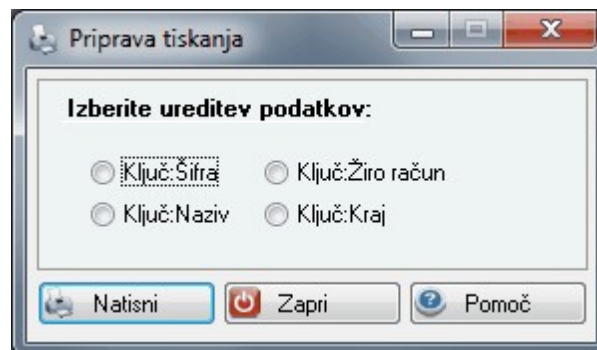 Priprava tiskanja
Izberite ureditev podatkov:
Ključ:Šifra Ključ:Žiro račun
Ključ:Naziv Ključ:Kraj
Natisni Zapri Pomoč